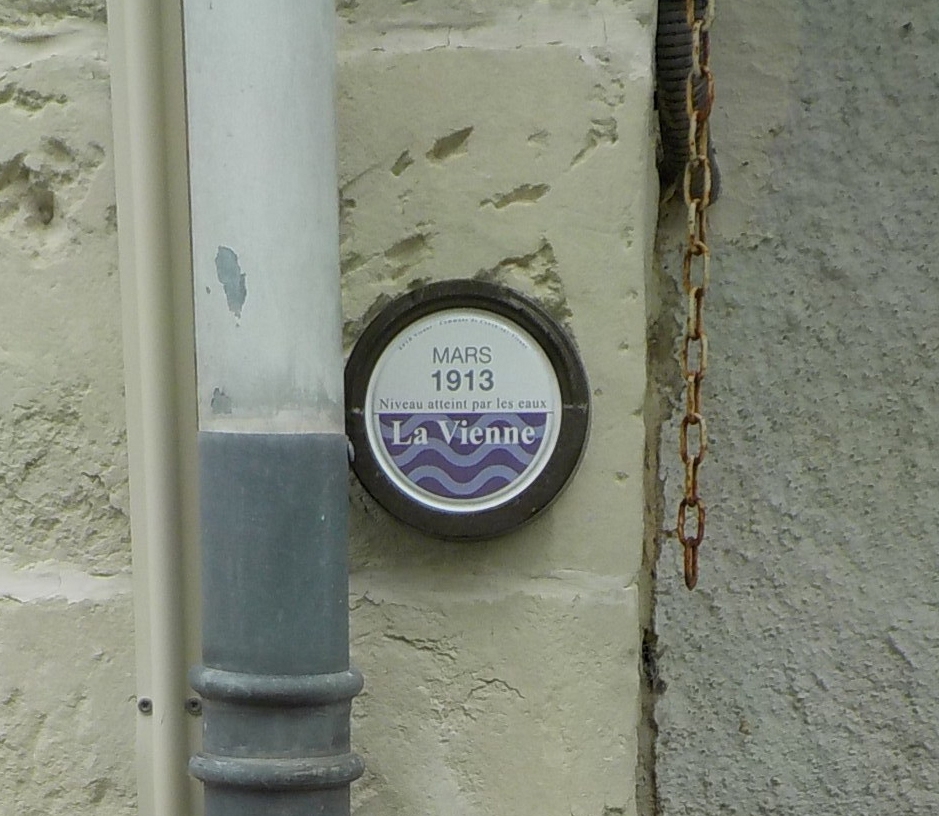 MARS
1913
Niveau atteint par les eaux
La Vienne